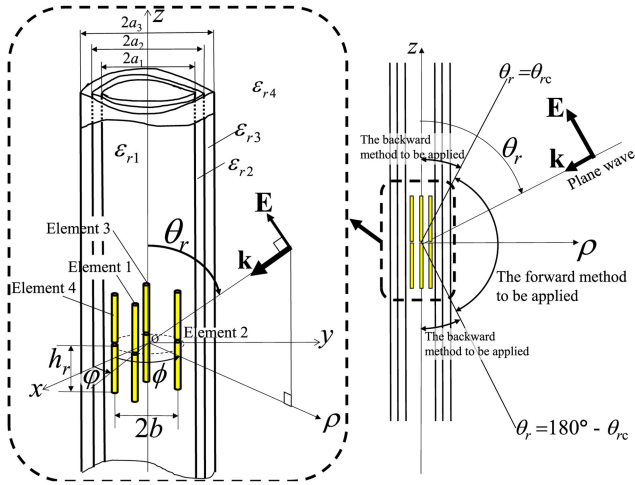 z
2a₃
2a₂
2a₁
εr4
εr3
εr1
εr2
E
Element 3
θr
k
Element 1
Element 4
Element 2
o
y
hr
x
φ
ϕ
2b
ρ
z
θr = θrc
The backward
method to be applied
θr
E
k
Plane wave
ρ
The forward method
to be applied
The backward
method to be applied
θr = 180° - θrc